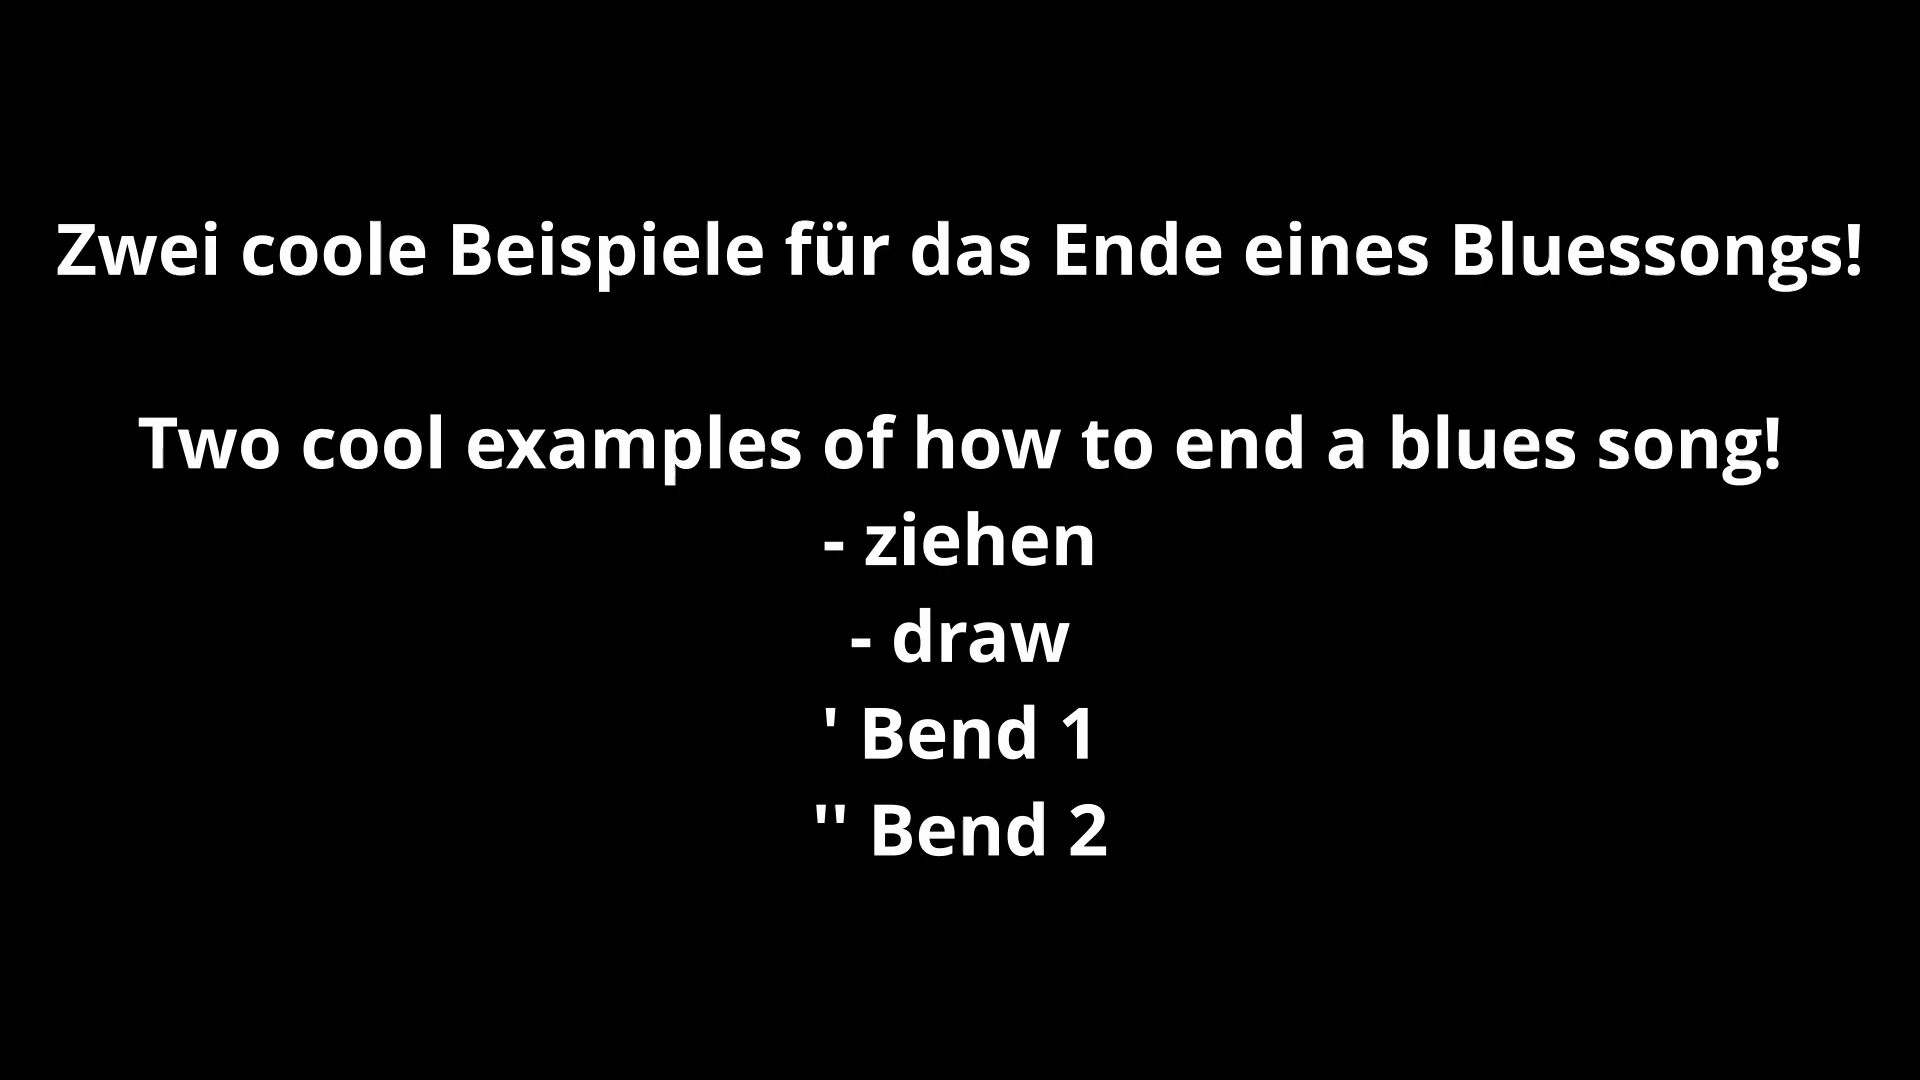 Zwei coole Beispiele für das Ende eines Bluessongs!
Two cool examples of how to end a blues song!
- ziehen
- draw
' Bend 1
'' Bend 2